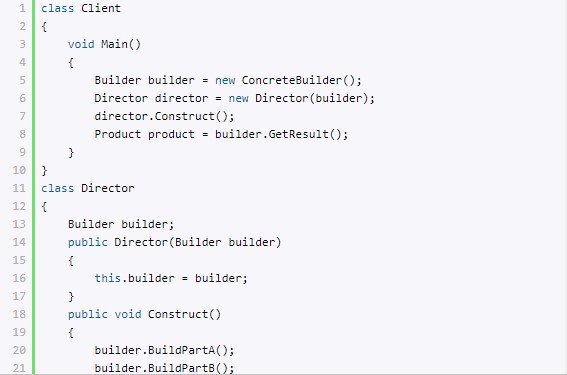 1 class Client
2 {
3     void Main()
4     {
5         Builder builder = new ConcreteBuilder();
6         Director director = new Director(builder);
7         director.Construct();
8         Product product = builder.GetResult();
9     }
10 }
11 class Director
12 {
13     Builder builder;
14     public Director(Builder builder)
15     {
16         this.builder = builder;
17     }
18     public void Construct()
19     {
20         builder.BuildPartA();
21         builder.BuildPartB();